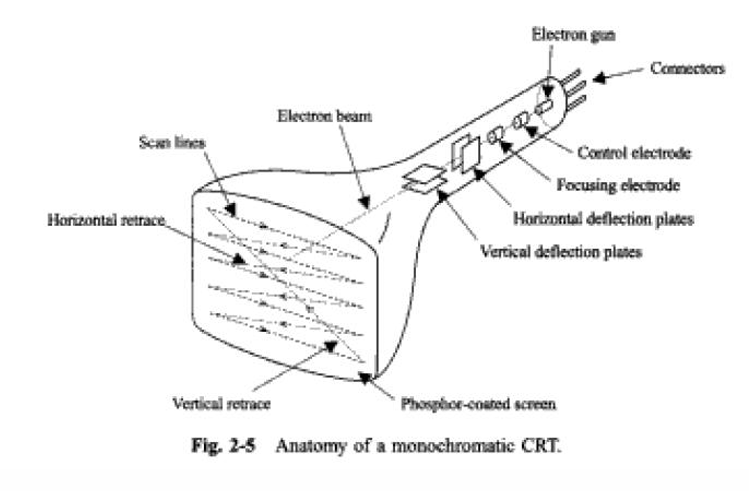 Electron gun
Connectors
Electron beam
Scan lines
Control electrode
Focusing electrode
Horizontal retrace
Horizontal deflection plates
Vertical deflection plates
Vertical retrace
Phosphor-coated screen
Fig. 2-5 Anatomy of a monochromatic CRT.